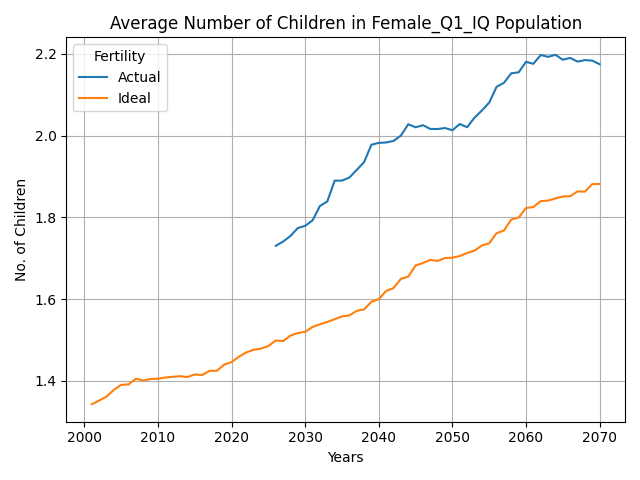 Average Number of Children in Female_Q1_IQ Population
Fertility
Actual
Ideal
No. of Children
2.2
2.0
1.8
1.6
1.4
2000 2010 2020 2030 2040 2050 2060 2070
Years